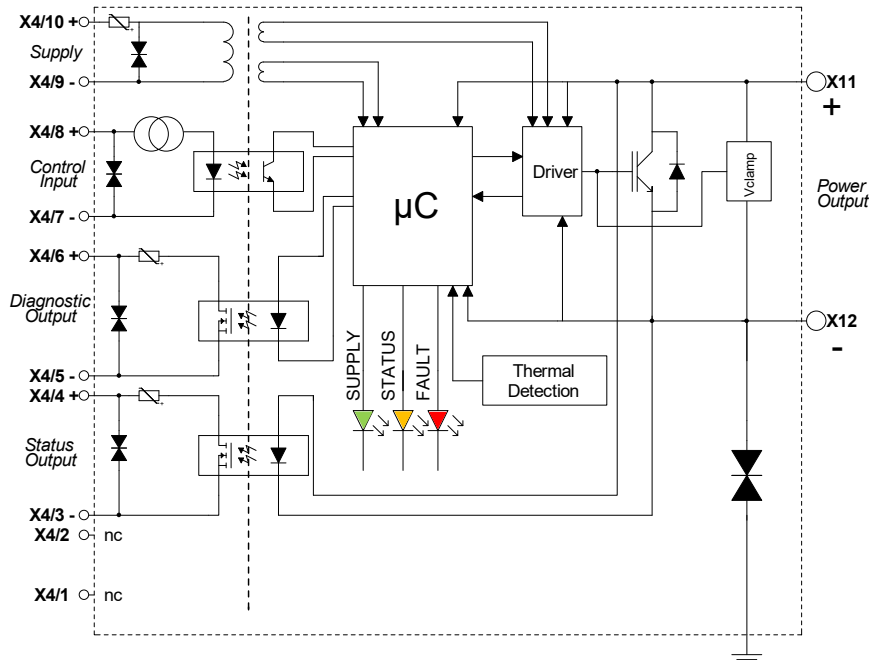 X4/10 +
Supply
X4/9 -
X4/8 +
Control
Input
X4/7 -
X4/6 +
Diagnostic
Output
X4/5 -
X4/4 +
Status
Output
X4/3 -
X4/2 nc
X4/1 nc
µC
Driver
Vclamp
X11
+
Power
Output
X12
-
SUPPLY
STATUS
FAULT
Thermal
Detection